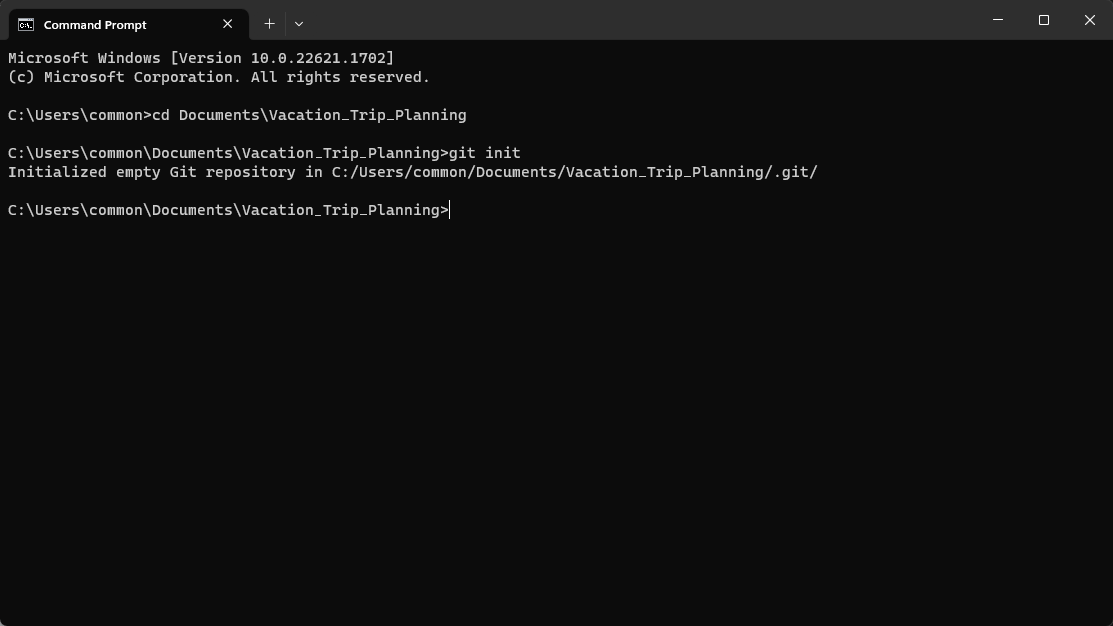 Command Prompt
Microsoft Windows [Version 10.0.22621.1702]
(c) Microsoft Corporation. All rights reserved.
C:\Users\common>cd Documents\Vacation_Trip_Planning
C:\Users\common\Documents\Vacation_Trip_Planning>git init
Initialized empty Git repository in C:/Users/common/Documents/Vacation_Trip_Planning/.git/
C:\Users\common\Documents\Vacation_Trip_Planning>